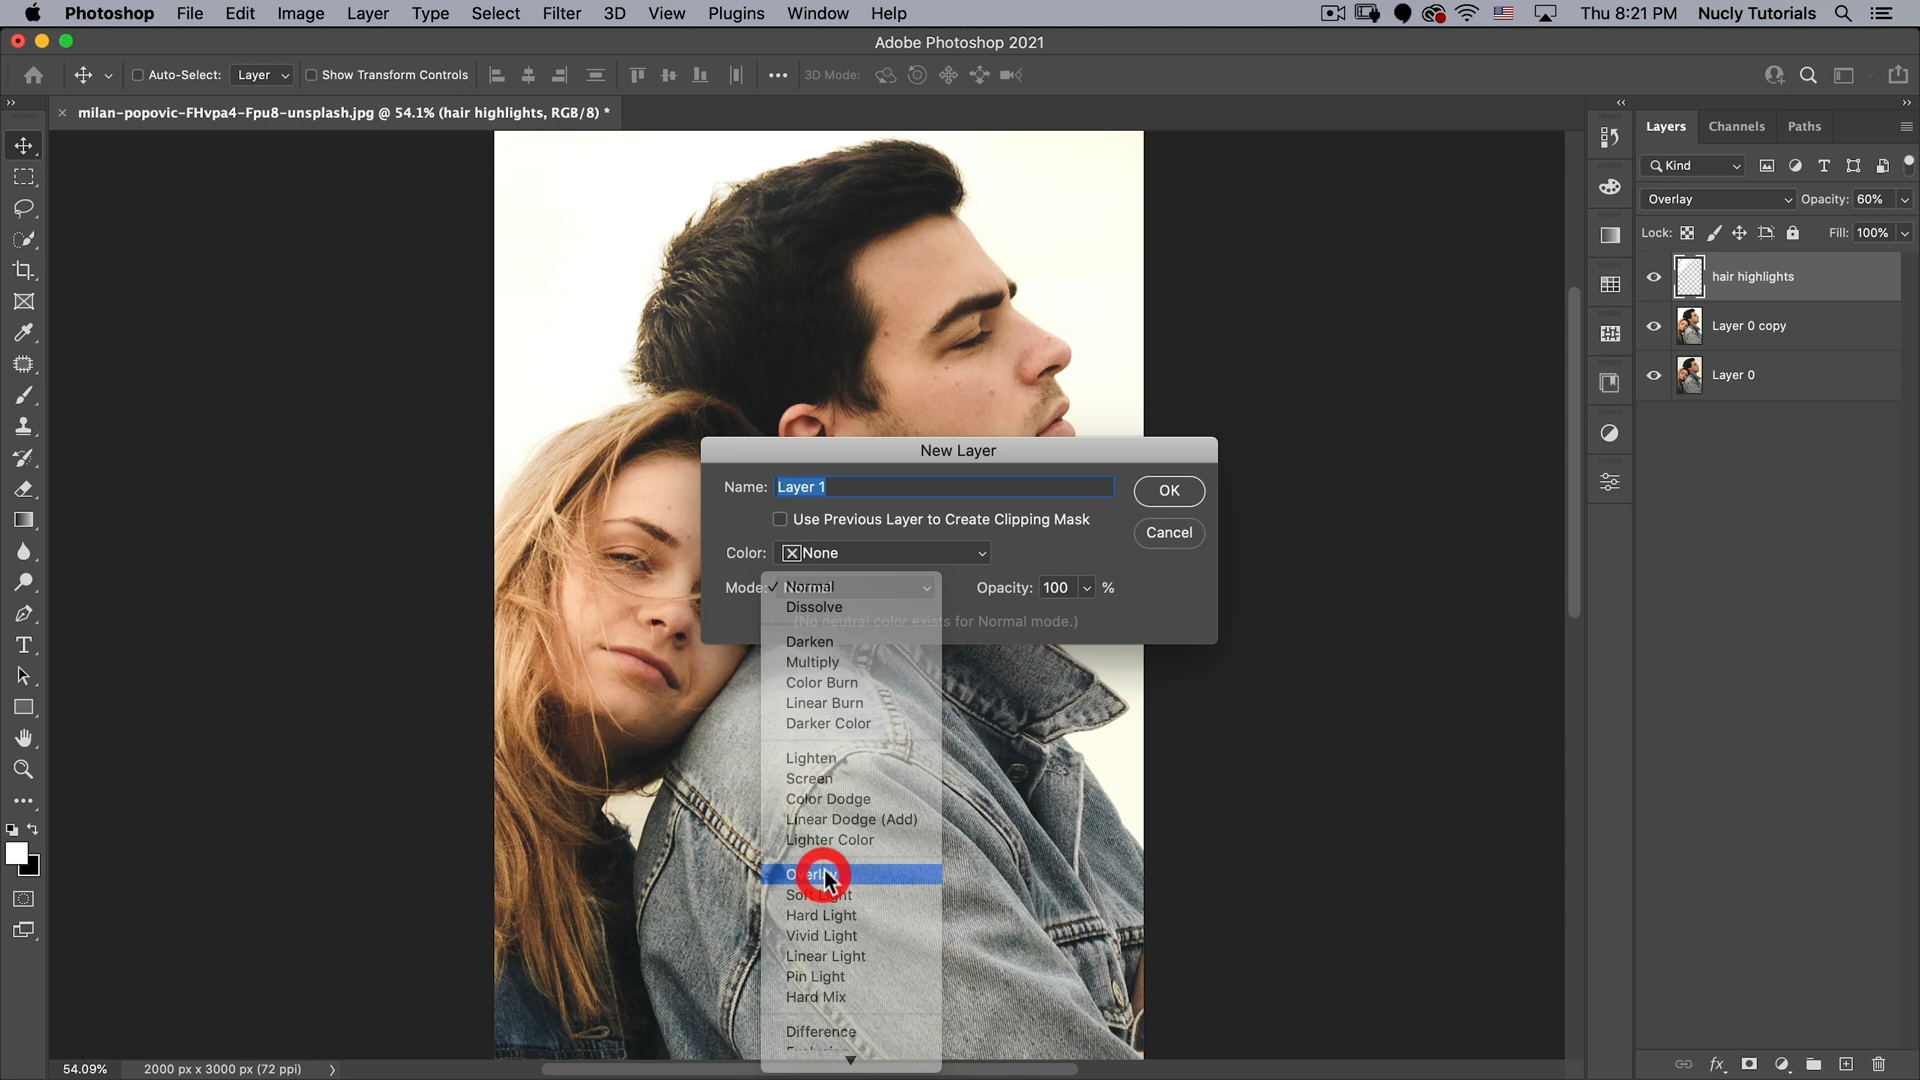 Photoshop File Edit Image Layer Type Select Filter 3D View Plugins Window Help Thu 8:21 PM Nucly Tutorials
Adobe Photoshop 2021
Auto-Select: Layer Show Transform Controls 3D Mode:
milan-popovic-FHvpa4-Fpu8-unsplash.jpg @ 54.1% (hair highlights, RGB/8) *
Layers Channels Paths
Kind
Overlay Opacity: 60%
Lock: Fill: 100%
hair highlights
Layer 0 copy
Layer 0
New Layer
Name: Layer 1 OK
Use Previous Layer to Create Clipping Mask
Cancel
Color: None
Mode: Normal Opacity: 100 %
Dissolve
(No neutral color exists for Normal mode.)
Darken
Multiply
Color Burn
Linear Burn
Darker Color
Lighten
Screen
Color Dodge
Linear Dodge (Add)
Lighter Color
Overlay
Soft Light
Hard Light
Vivid Light
Linear Light
Pin Light
Hard Mix
Difference
54.09% 2000 px x 3000 px (72 ppi)